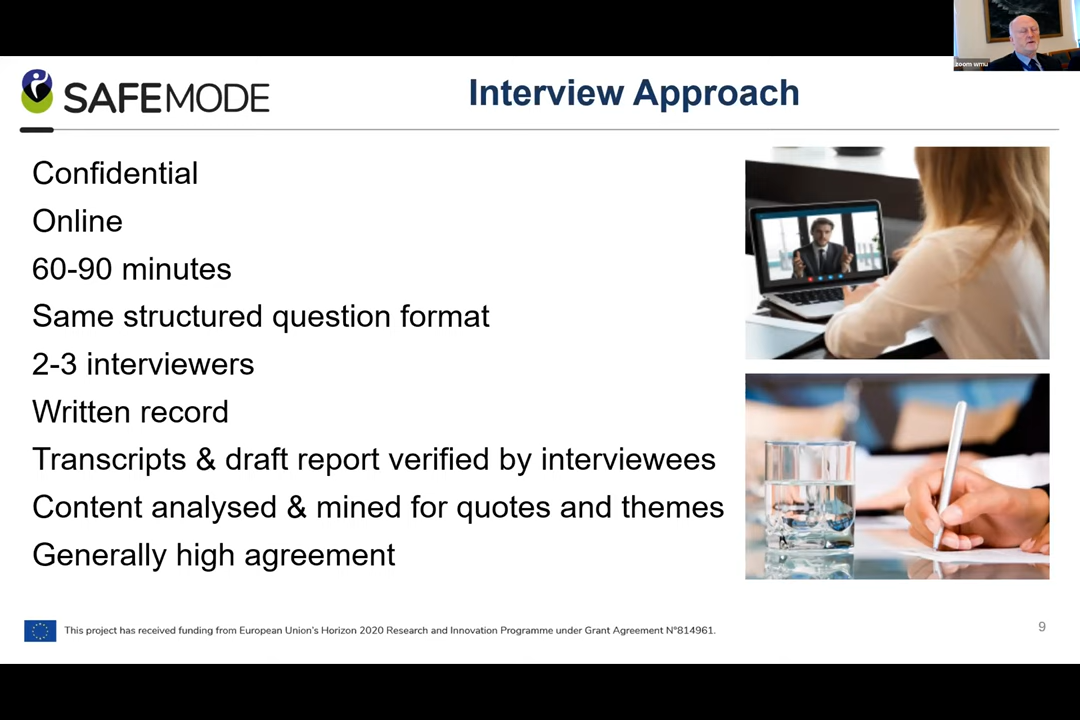 zoom wmu
SAFEMODE
Interview Approach
Confidential
Online
60-90 minutes
Same structured question format
2-3 interviewers
Written record
Transcripts & draft report verified by interviewees
Content analysed & mined for quotes and themes
Generally high agreement
This project has received funding from European Union's Horizon 2020 Research and Innovation Programme under Grant Agreement N°814961.
9